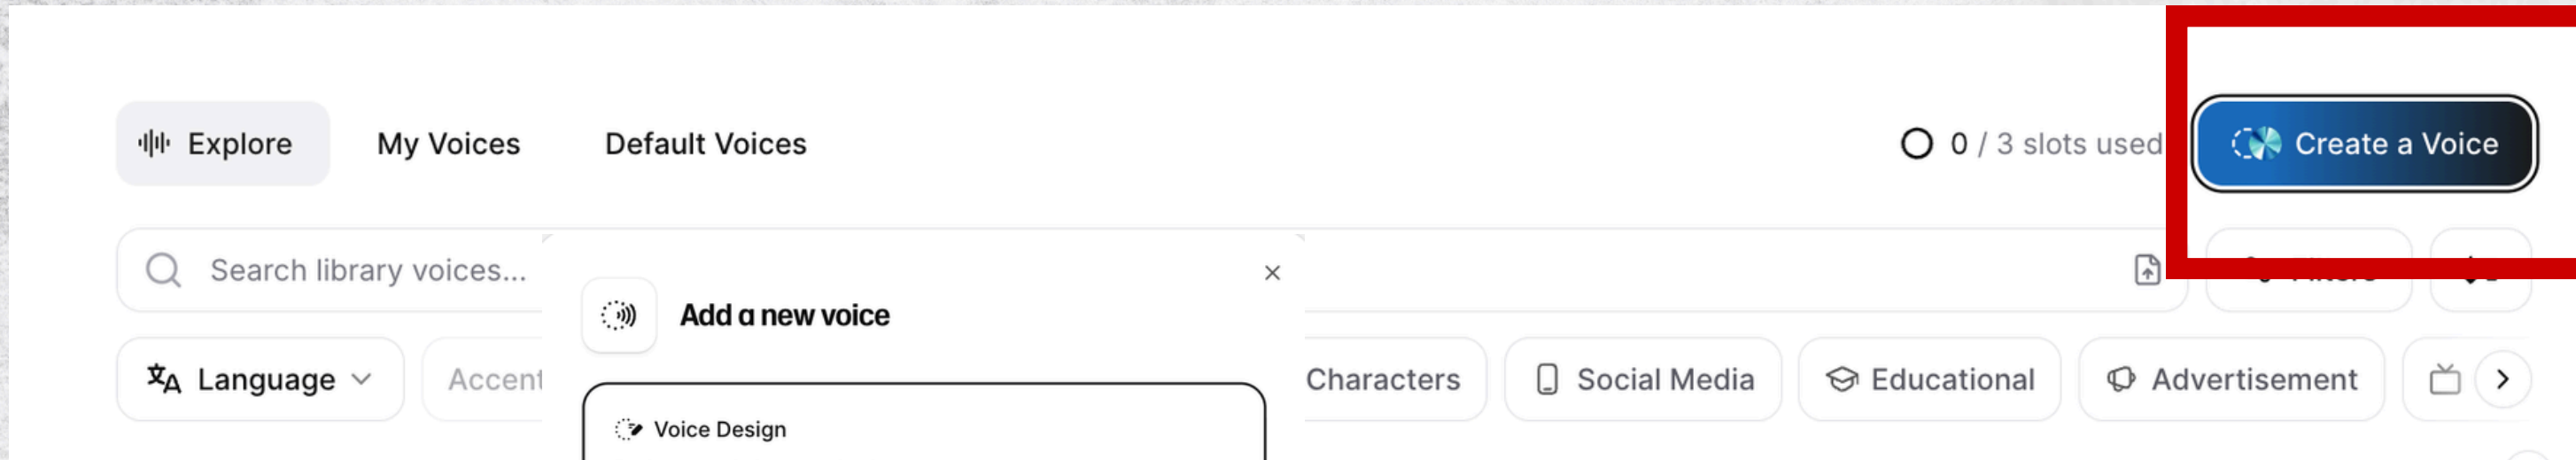 Explore My Voices Default Voices 0 / 3 slots used Create a Voice
Search library voices...
Add a new voice
Language Accent Characters Social Media Educational Advertisement
Voice Design